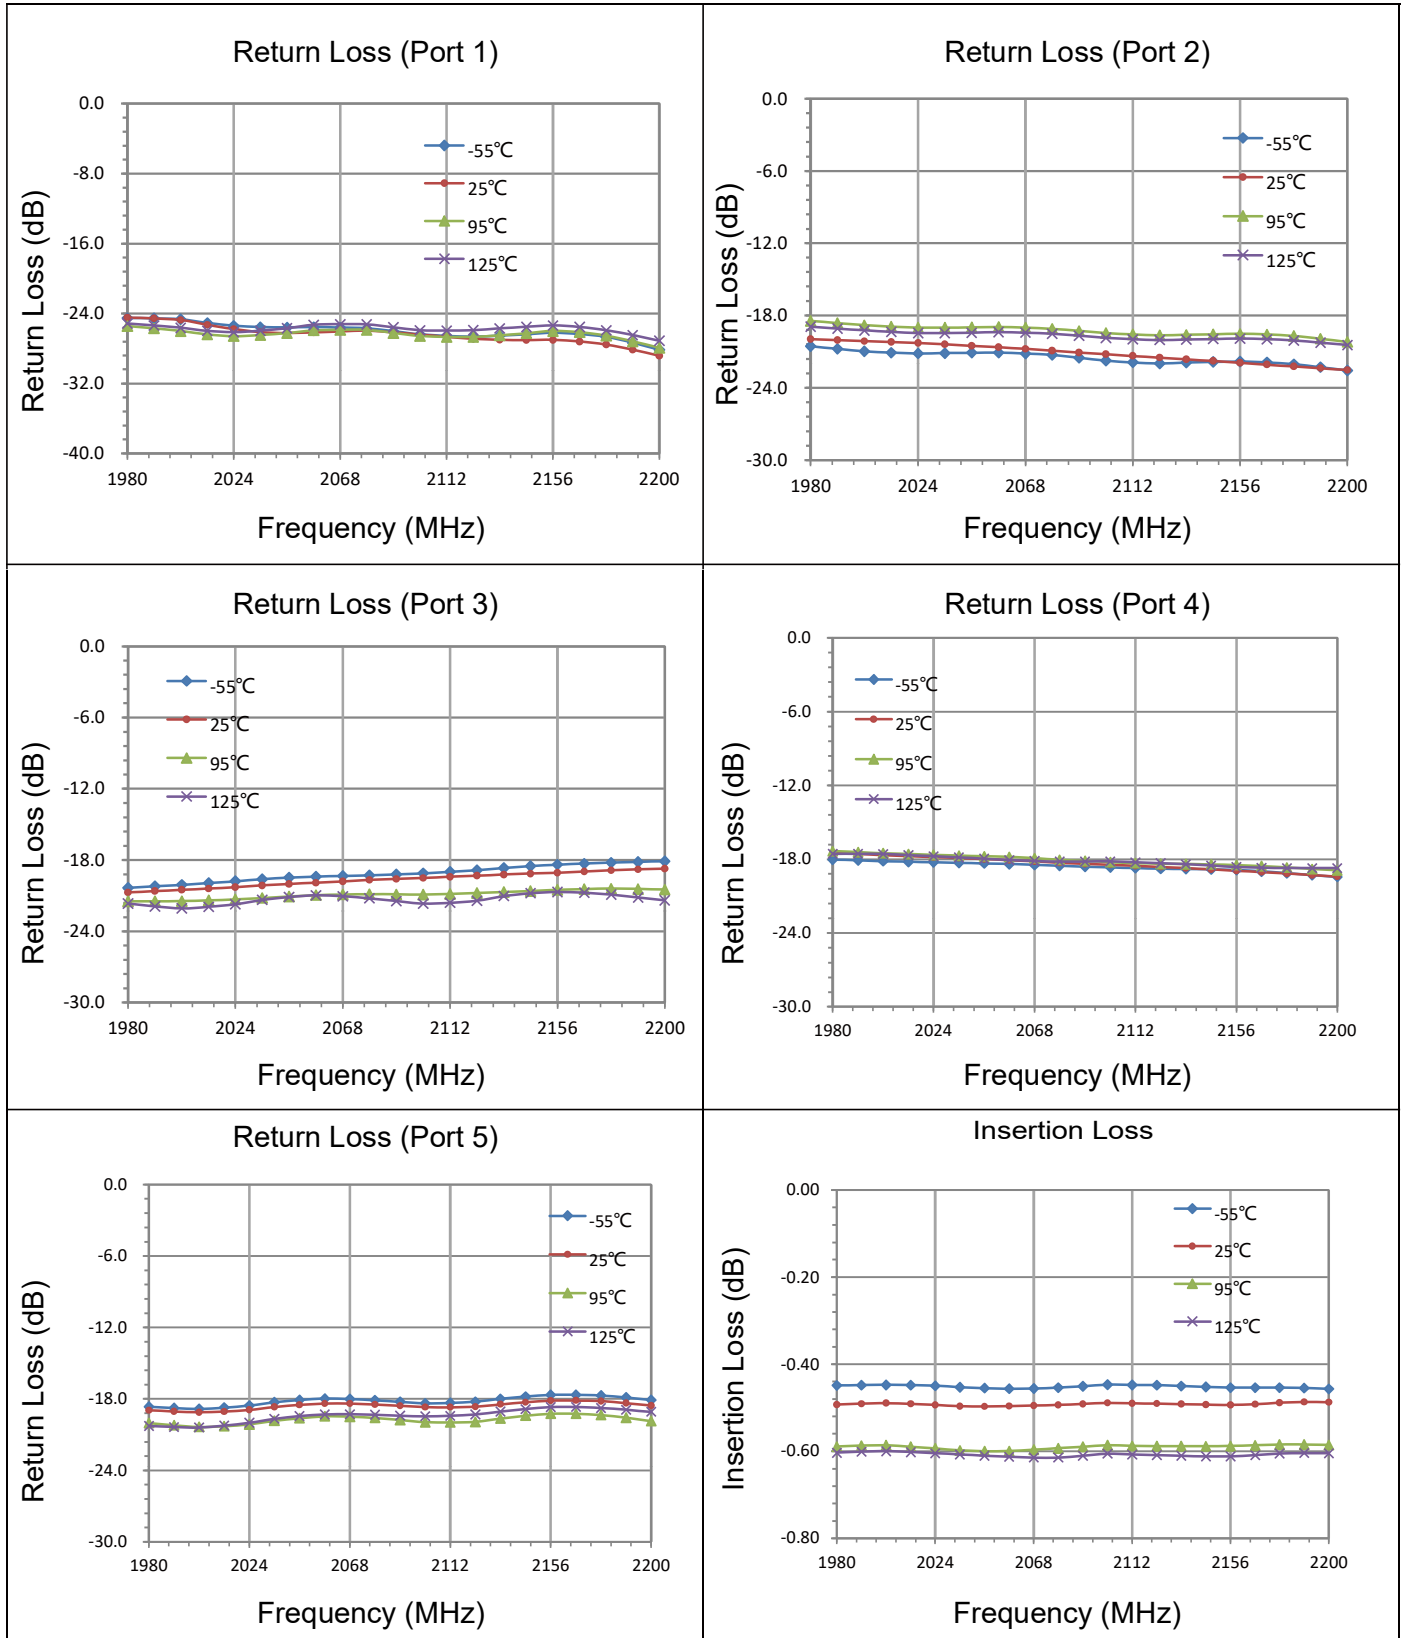 Return Loss (Port 1)
Return Loss (dB)
0.0
-8.0
-16.0
-24.0
-32.0
-40.0
-55℃
25℃
95℃
125℃
1980 2024 2068 2112 2156 2200
Frequency (MHz)
Return Loss (Port 2)
Return Loss (dB)
0.0
-6.0
-12.0
-18.0
-24.0
-30.0
-55℃
25℃
95℃
125℃
1980 2024 2068 2112 2156 2200
Frequency (MHz)
Return Loss (Port 3)
Return Loss (dB)
0.0
-6.0
-12.0
-18.0
-24.0
-30.0
-55℃
25℃
95℃
125℃
1980 2024 2068 2112 2156 2200
Frequency (MHz)
Return Loss (Port 4)
Return Loss (dB)
0.0
-6.0
-12.0
-18.0
-24.0
-30.0
-55℃
25℃
95℃
125℃
1980 2024 2068 2112 2156 2200
Frequency (MHz)
Return Loss (Port 5)
Return Loss (dB)
0.0
-6.0
-12.0
-18.0
-24.0
-30.0
-55℃
25℃
95℃
125℃
1980 2024 2068 2112 2156 2200
Frequency (MHz)
Insertion Loss
Insertion Loss (dB)
0.00
-0.20
-0.40
-0.60
-0.80
-55℃
25℃
95℃
125℃
1980 2024 2068 2112 2156 2200
Frequency (MHz)